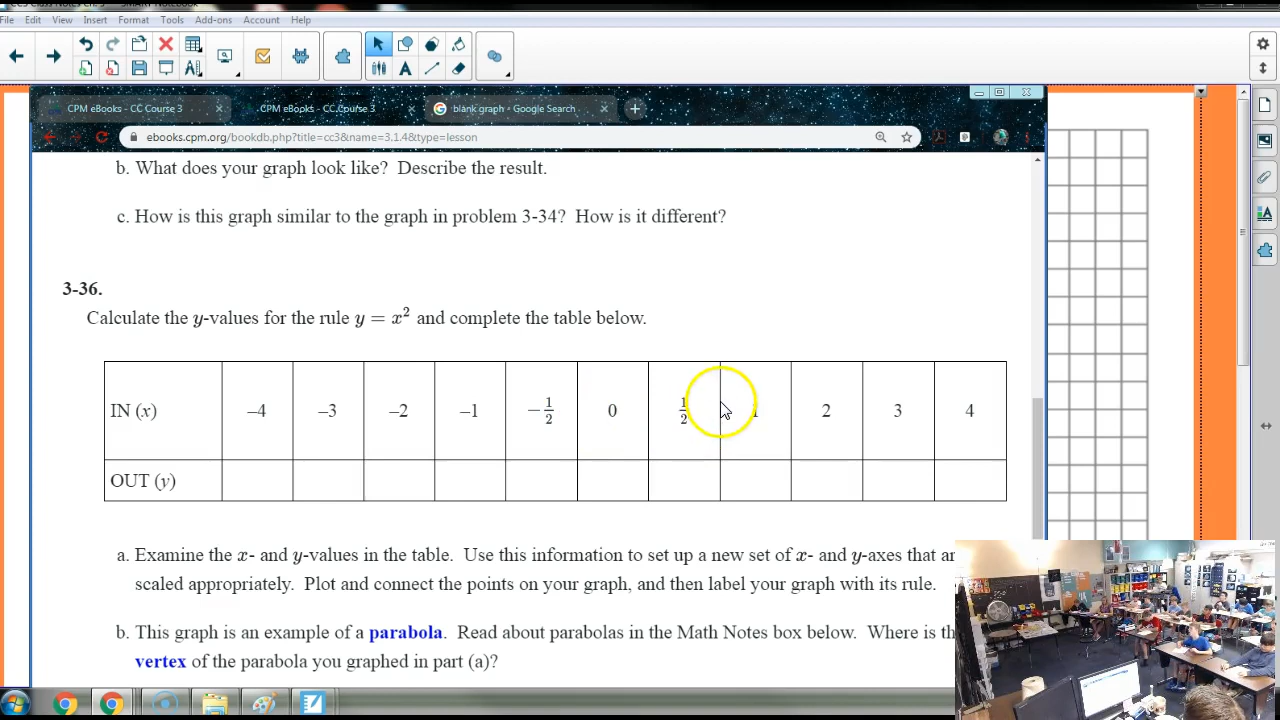 File Edit View Insert Format Tools Add-ons Account Help
CPM eBooks - CC Course 3
CPM eBooks - CC Course 3
blank graph - Google Search
ebooks.cpm.org/bookdb.php?title=cc3&name=3.1.4&type=lesson
b. What does your graph look like? Describe the result.
c. How is this graph similar to the graph in problem 3-34? How is it different?
3-36.
Calculate the y-values for the rule y = x² and complete the table below.
IN (x) –4 –3 –2 –1 –1/2 0 1/2 1 2 3 4
OUT (y)
a. Examine the x- and y-values in the table. Use this information to set up a new set of x- and y-axes that
scaled appropriately. Plot and connect the points on your graph, and then label your graph with its rule.
b. This graph is an example of a parabola. Read about parabolas in the Math Notes box below. Where is
vertex of the parabola you graphed in part (a)?